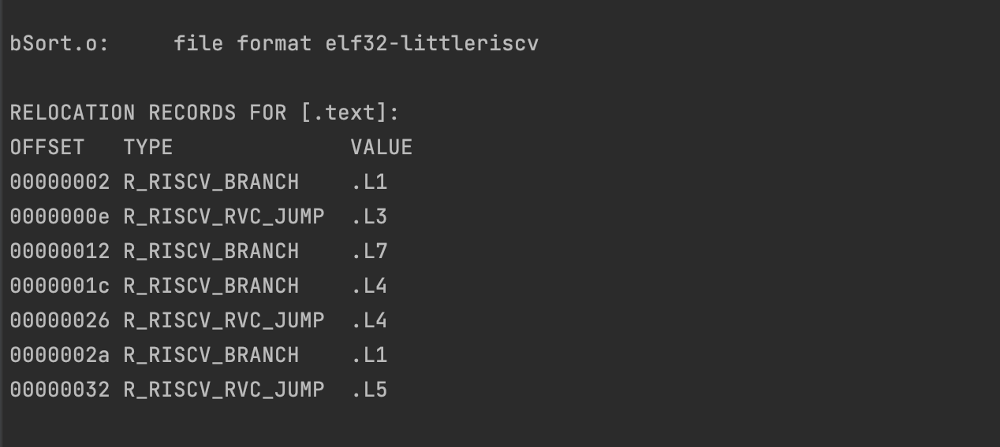 bSort.o:     file format elf32-littleriscv
RELOCATION RECORDS FOR [.text]:
OFFSET   TYPE              VALUE
00000002 R_RISCV_BRANCH    .L1
0000000e R_RISCV_RVC_JUMP  .L3
00000012 R_RISCV_BRANCH    .L7
0000001c R_RISCV_BRANCH    .L4
00000026 R_RISCV_RVC_JUMP  .L4
0000002a R_RISCV_BRANCH    .L1
00000032 R_RISCV_RVC_JUMP  .L5